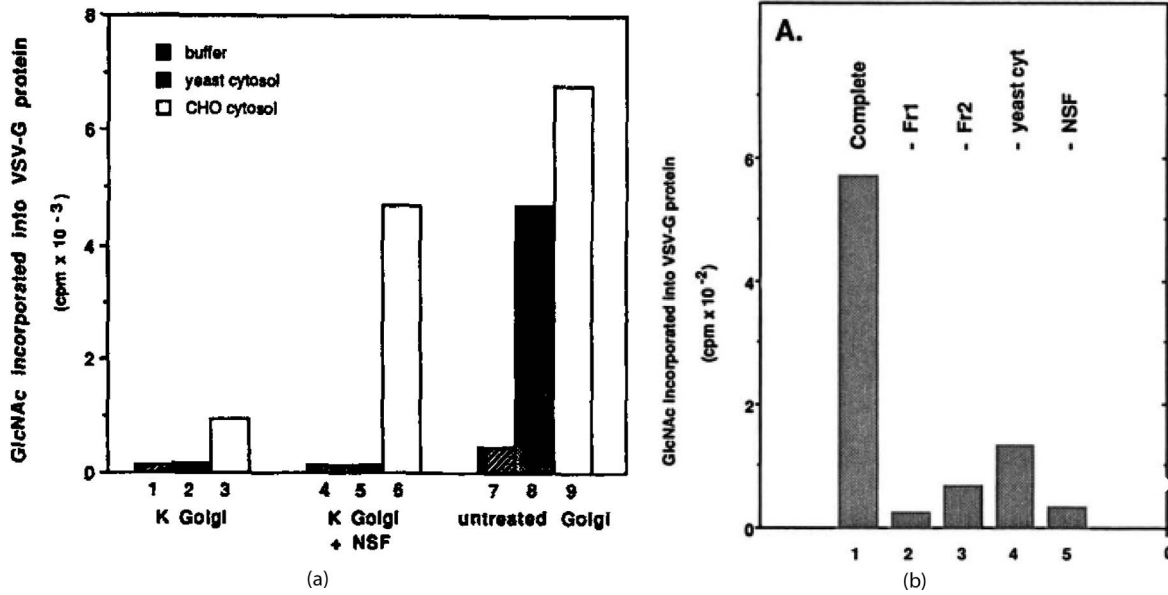 GlcNAc incorporated into VSV-G protein
(cpm x 10 -3)
8
6
4
2
0
buffer
yeast cytosol
CHO cytosol
1 2 3 4 5 6 7 8 9
K Golgi K Golgi untreated Golgi
+ NSF
(a)
A.
GlcNAc incorporated into VSV-G protein
(cpm x 10 -2)
6
4
2
0
Complete
- Fr1
- Fr2
- yeast cyt
- NSF
1 2 3 4 5
(b)